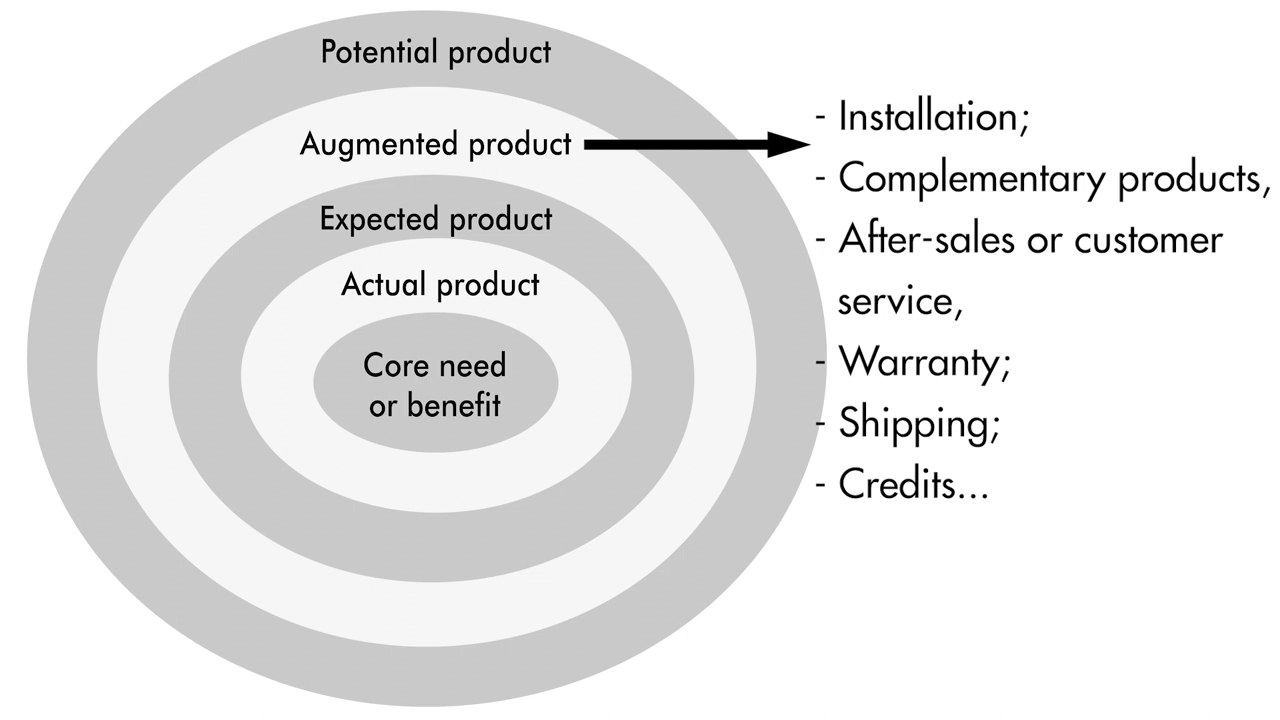 Potential product
Augmented product
Expected product
Actual product
Core need
or benefit
- Installation;
- Complementary products,
- After-sales or customer
service,
- Warranty;
- Shipping;
- Credits...